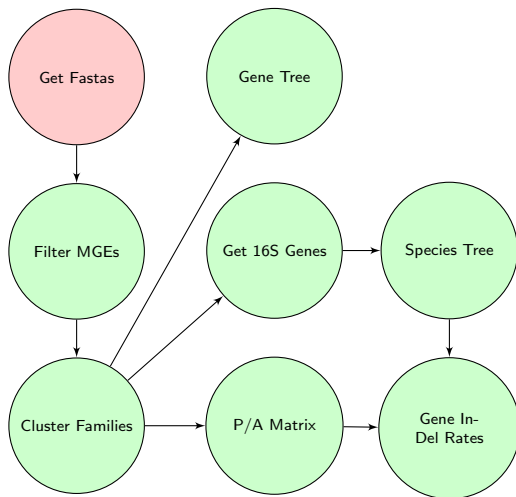 Get Fastas
Gene Tree
Filter MGEs
Get 16S Genes
Species Tree
Cluster Families
P/A Matrix
Gene In-
Del Rates